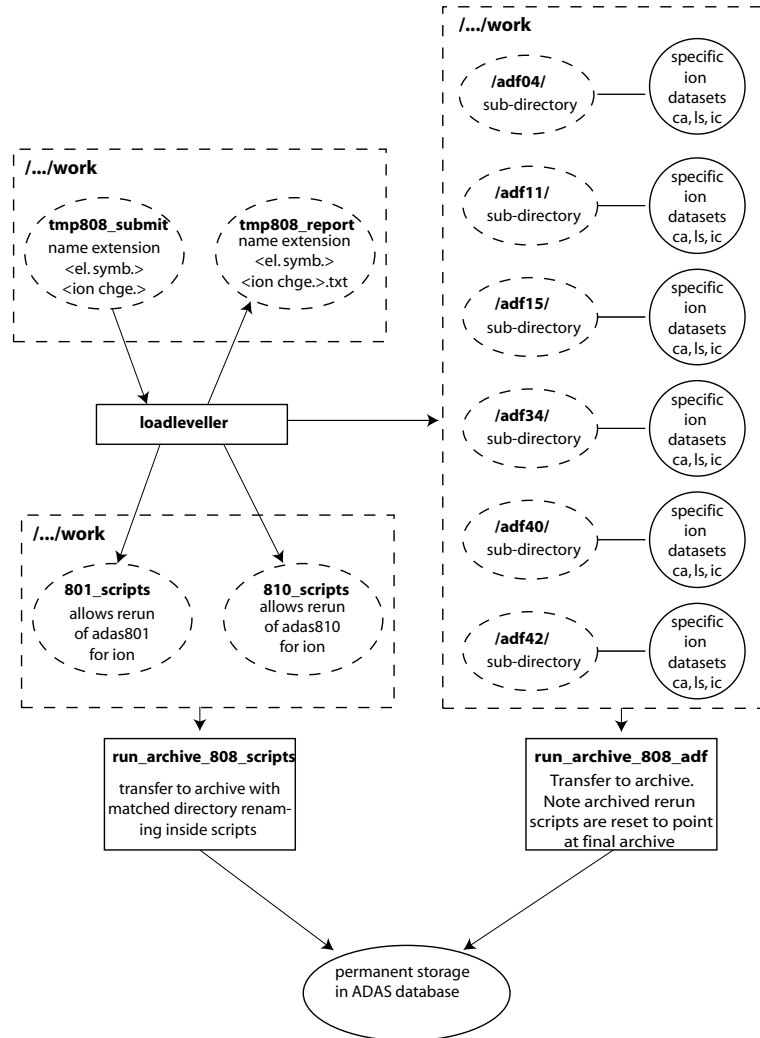 /.../work
tmp808_submit
name extension
<el. symb.>
<ion chge.>
tmp808_report
name extension
<el. symb.>
<ion chge.>.txt
loadleveller
/.../work
801_scripts
allows rerun
of adas801
for ion
810_scripts
allows rerun
of adas810
for ion
run_archive_808_scripts
transfer to archive with
matched directory renam-
ing inside scripts
/.../work
/adf04/
sub-directory
specific
ion
datasets
ca, ls, ic
/adf11/
sub-directory
specific
ion
datasets
ca, ls, ic
/adf15/
sub-directory
specific
ion
datasets
ca, ls, ic
/adf34/
sub-directory
specific
ion
datasets
ca, ls, ic
/adf40/
sub-directory
specific
ion
datasets
ca, ls, ic
/adf42/
sub-directory
specific
ion
datasets
ca, ls, ic
run_archive_808_adf
Transfer to archive.
Note archived rerun
scripts are reset to point
at final archive
permanent storage
in ADAS database